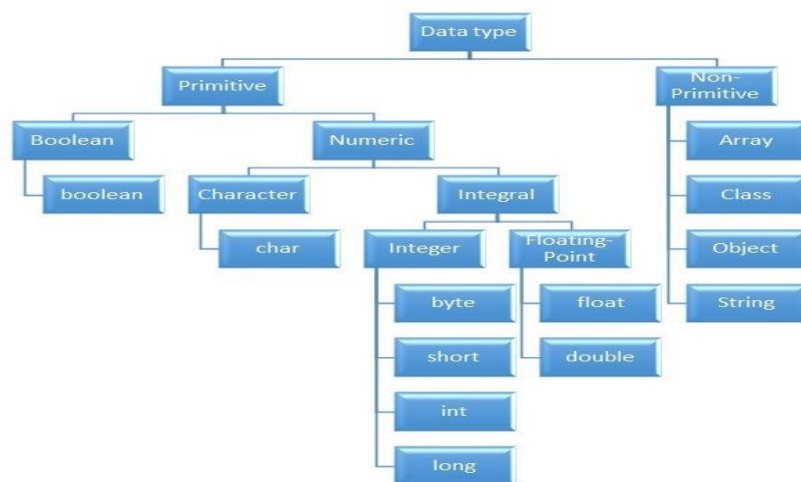 Data type
Primitive
Non-
Primitive
Boolean
Numeric
Array
boolean
Character
Integral
Class
char
Integer
Floating-
Point
Object
byte
float
String
short
double
int
long